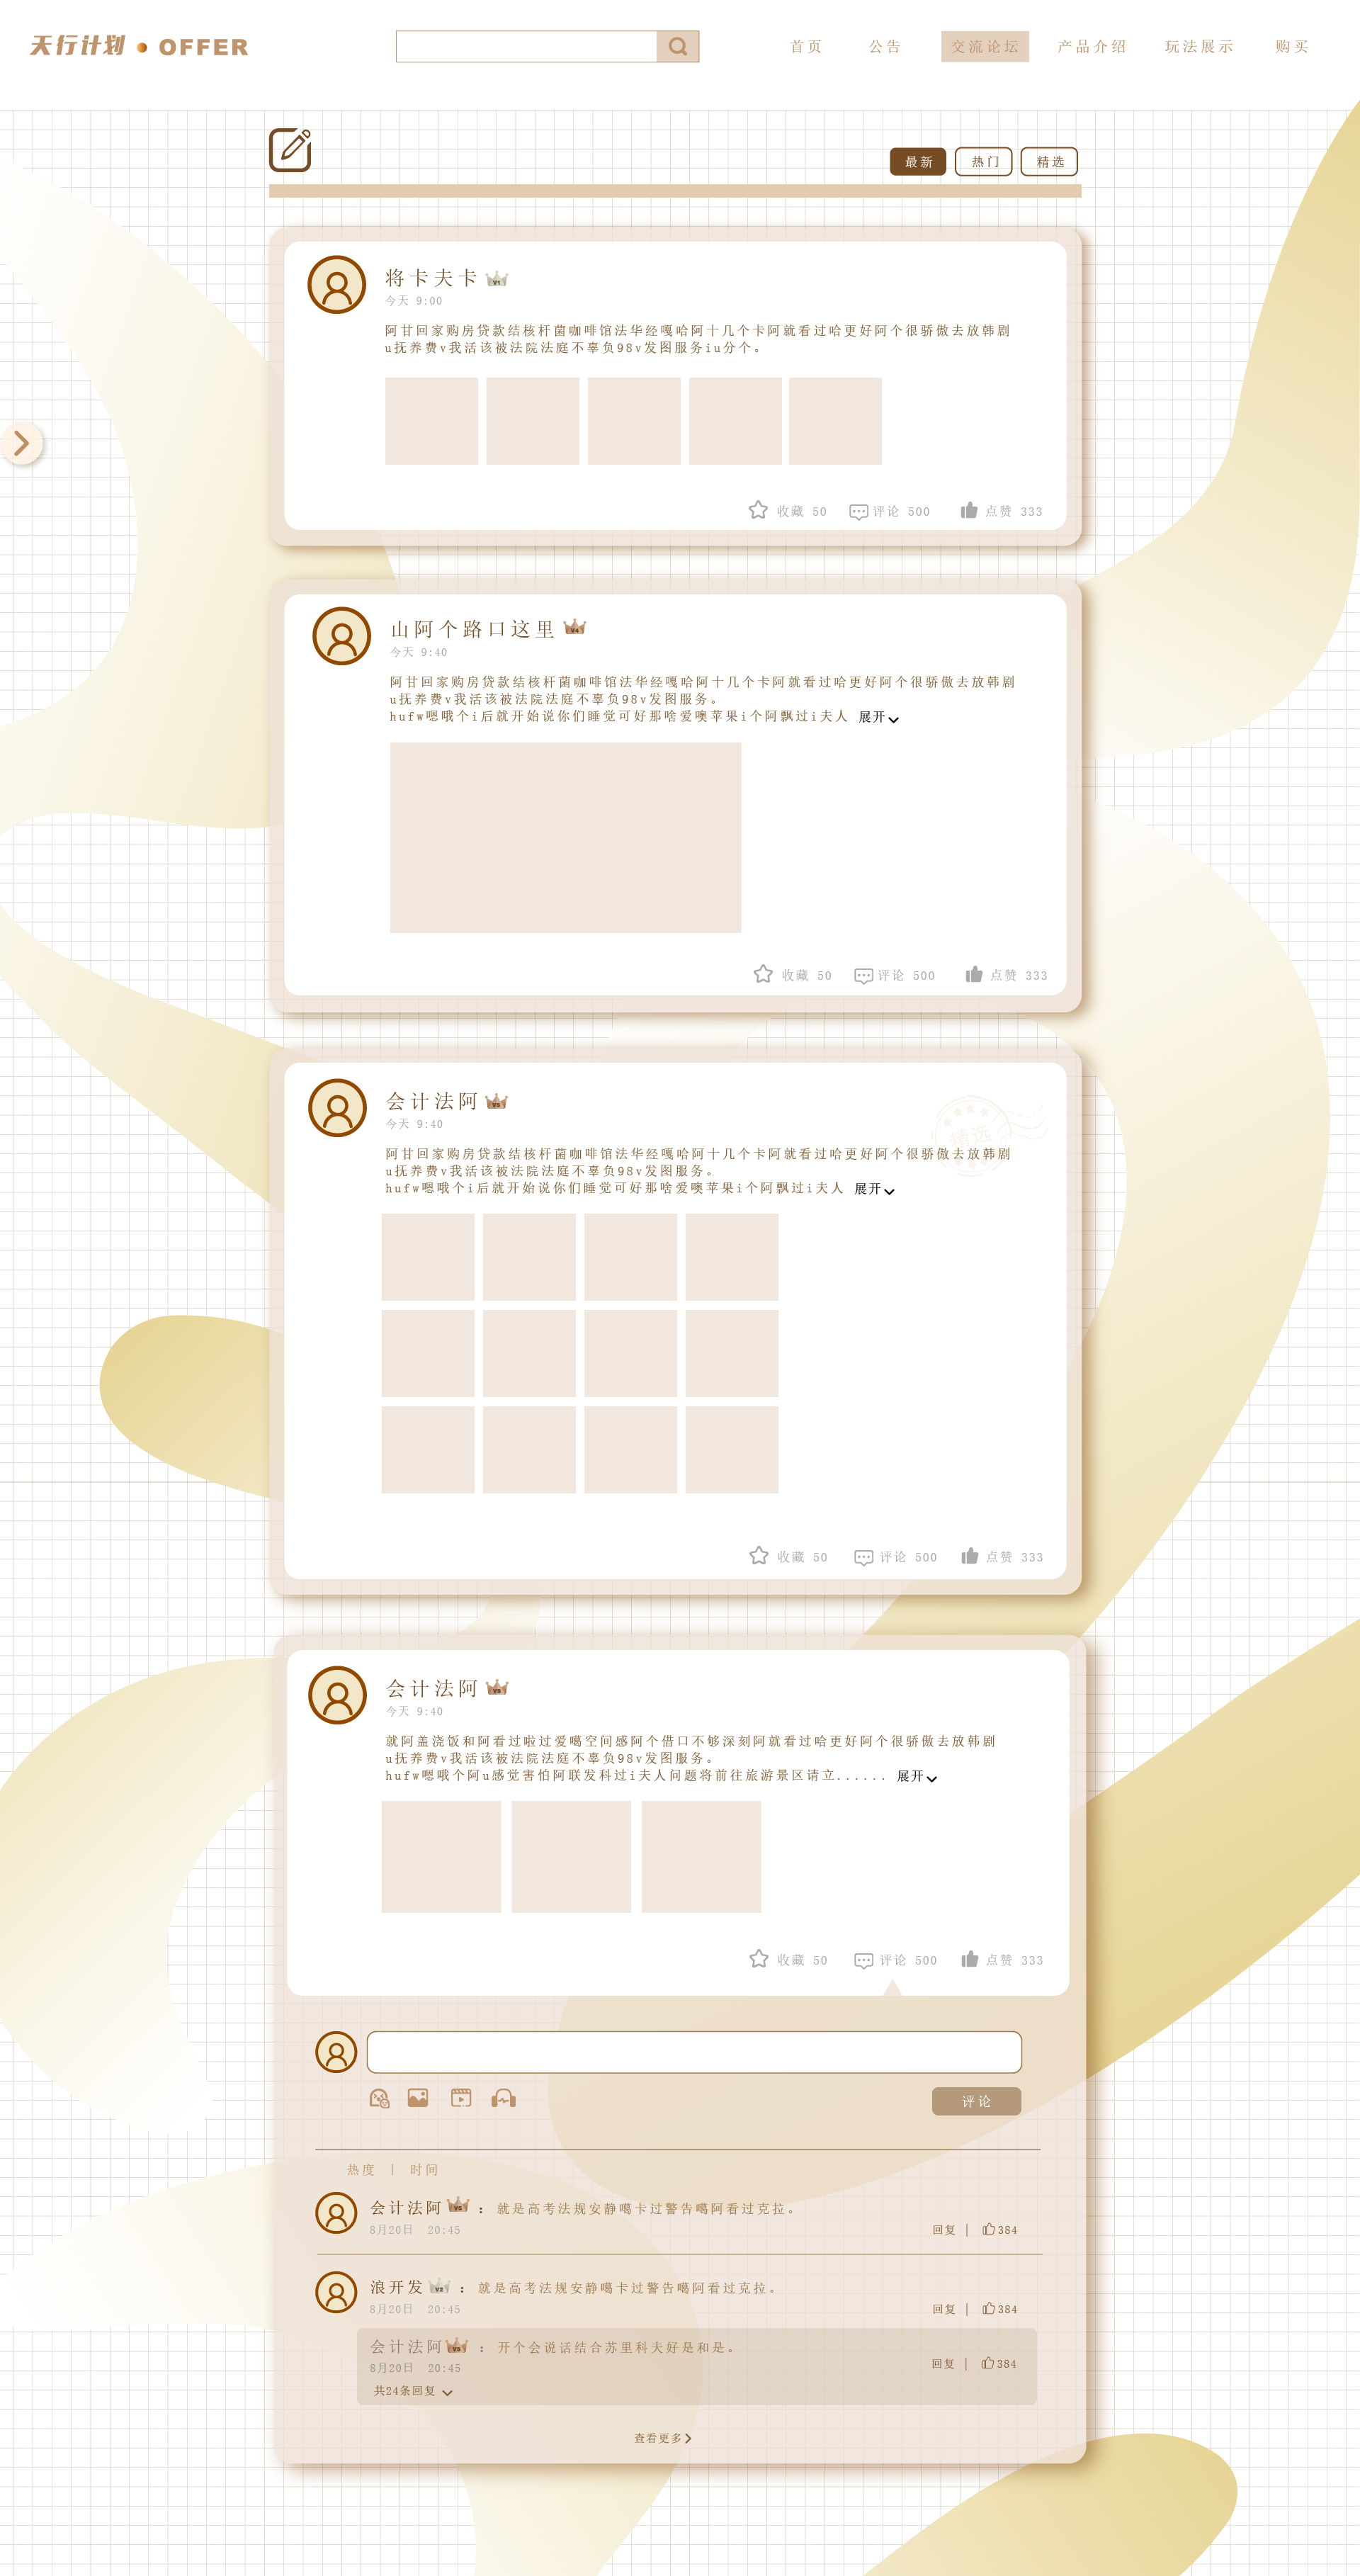 天行计划 • OFFER
首页 公告 交流论坛 产品介绍 玩法展示 购买
最新 热门 精选
将卡夫卡 V1
今天 9:00
阿甘回家购房贷款结核杆菌咖啡馆法华经嘎哈阿十几个卡阿就看过哈更好阿个很骄傲去放韩剧
u抚养费v我活该被法院法庭不辜负98v发图服务iu分个。
收藏 50 评论 500 点赞 333
山阿个路口这里 V4
今天 9:40
阿甘回家购房贷款结核杆菌咖啡馆法华经嘎哈阿十几个卡阿就看过哈更好阿个很骄傲去放韩剧
u抚养费v我活该被法院法庭不辜负98v发图服务。
hufw嗯哦个i后就开始说你们睡觉可好那啥爱噢苹果i个阿飘过i夫人 展开
收藏 50 评论 500 点赞 333
会计法阿 V5
今天 9:40
精选
阿甘回家购房贷款结核杆菌咖啡馆法华经嘎哈阿十几个卡阿就看过哈更好阿个很骄傲去放韩剧
u抚养费v我活该被法院法庭不辜负98v发图服务。
hufw嗯哦个i后就开始说你们睡觉可好那啥爱噢苹果i个阿飘过i夫人 展开
收藏 50 评论 500 点赞 333
会计法阿
今天 9:40
就阿盖浇饭和阿看过啦过爱噶空间感阿个借口不够深刻阿就看过哈更好阿个很骄傲去放韩剧
u抚养费v我活该被法院法庭不辜负98v发图服务。
hufw嗯哦个阿u感觉害怕阿联发科过i夫人问题将前往旅游景区请立...... 展开
收藏 50 评论 500 点赞 333
评论
热度 | 时间
会计法阿 V5 : 就是高考法规安静噶卡过警告噶阿看过克拉。
8月20日 20:45 回复 | 384
浪开发 : 就是高考法规安静噶卡过警告噶阿看过克拉。
8月20日 20:45 回复 | 384
会计法阿 : 开个会说话结合苏里科夫好是和是。
8月20日 20:45 回复 | 384
共24条回复
查看更多